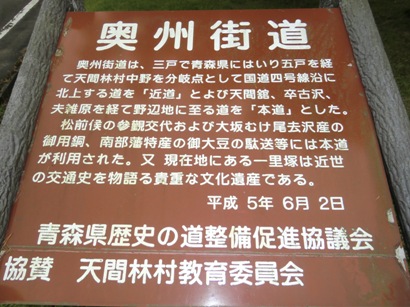 奥州街道
奥州街道は、三戸で青森県にはいり五戸を経
て天間林村中野を分岐点として国道四号線沿に
北上する道を「近道」とよび天間館、卒古沢、
夫雑原を経て野辺地に至る道を「本道」とした。
松前候の参観交代および大坂むけ尾去沢産の
御用銅、南部藩特産の御大豆の駄送等には本道
が利用された。又 現在地にある一里塚は近世
の交通史を物語る貴重な文化遺産である。
平成 5年 6月 2日
青森県歴史の道整備促進協議会
協賛 天間林村教育委員会